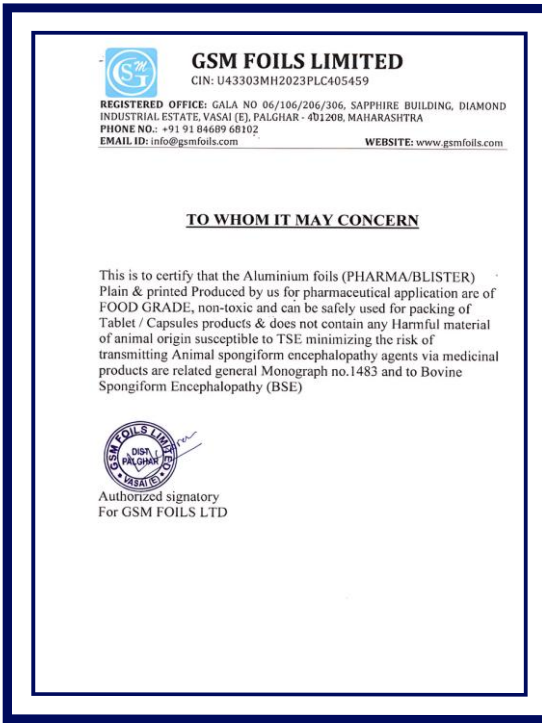 GSM
GSM FOILS LIMITED
CIN: U43303MH2023PLC405459
REGISTERED OFFICE: GALA NO 06/106/206/306, SAPPHIRE BUILDING, DIAMOND
INDUSTRIAL ESTATE, VASAI (E), PALGHAR - 401208, MAHARASHTRA
PHONE NO.: +91 91 84689 68102
EMAIL ID: info@gsmfoils.com WEBSITE: www.gsmfoils.com
TO WHOM IT MAY CONCERN
This is to certify that the Aluminium foils (PHARMA/BLISTER)
Plain & printed Produced by us for pharmaceutical application are of
FOOD GRADE, non-toxic and can be safely used for packing of
Tablet / Capsules products & does not contain any Harmful material
of animal origin susceptible to TSE minimizing the risk of
transmitting Animal spongiform encephalopathy agents via medicinal
products are related general Monograph no.1483 and to Bovine
Spongiform Encephalopathy (BSE)
GSM FOILS LIMITED
DIST
PALGHAR
VASAI (E)
Authorized signatory
For GSM FOILS LTD